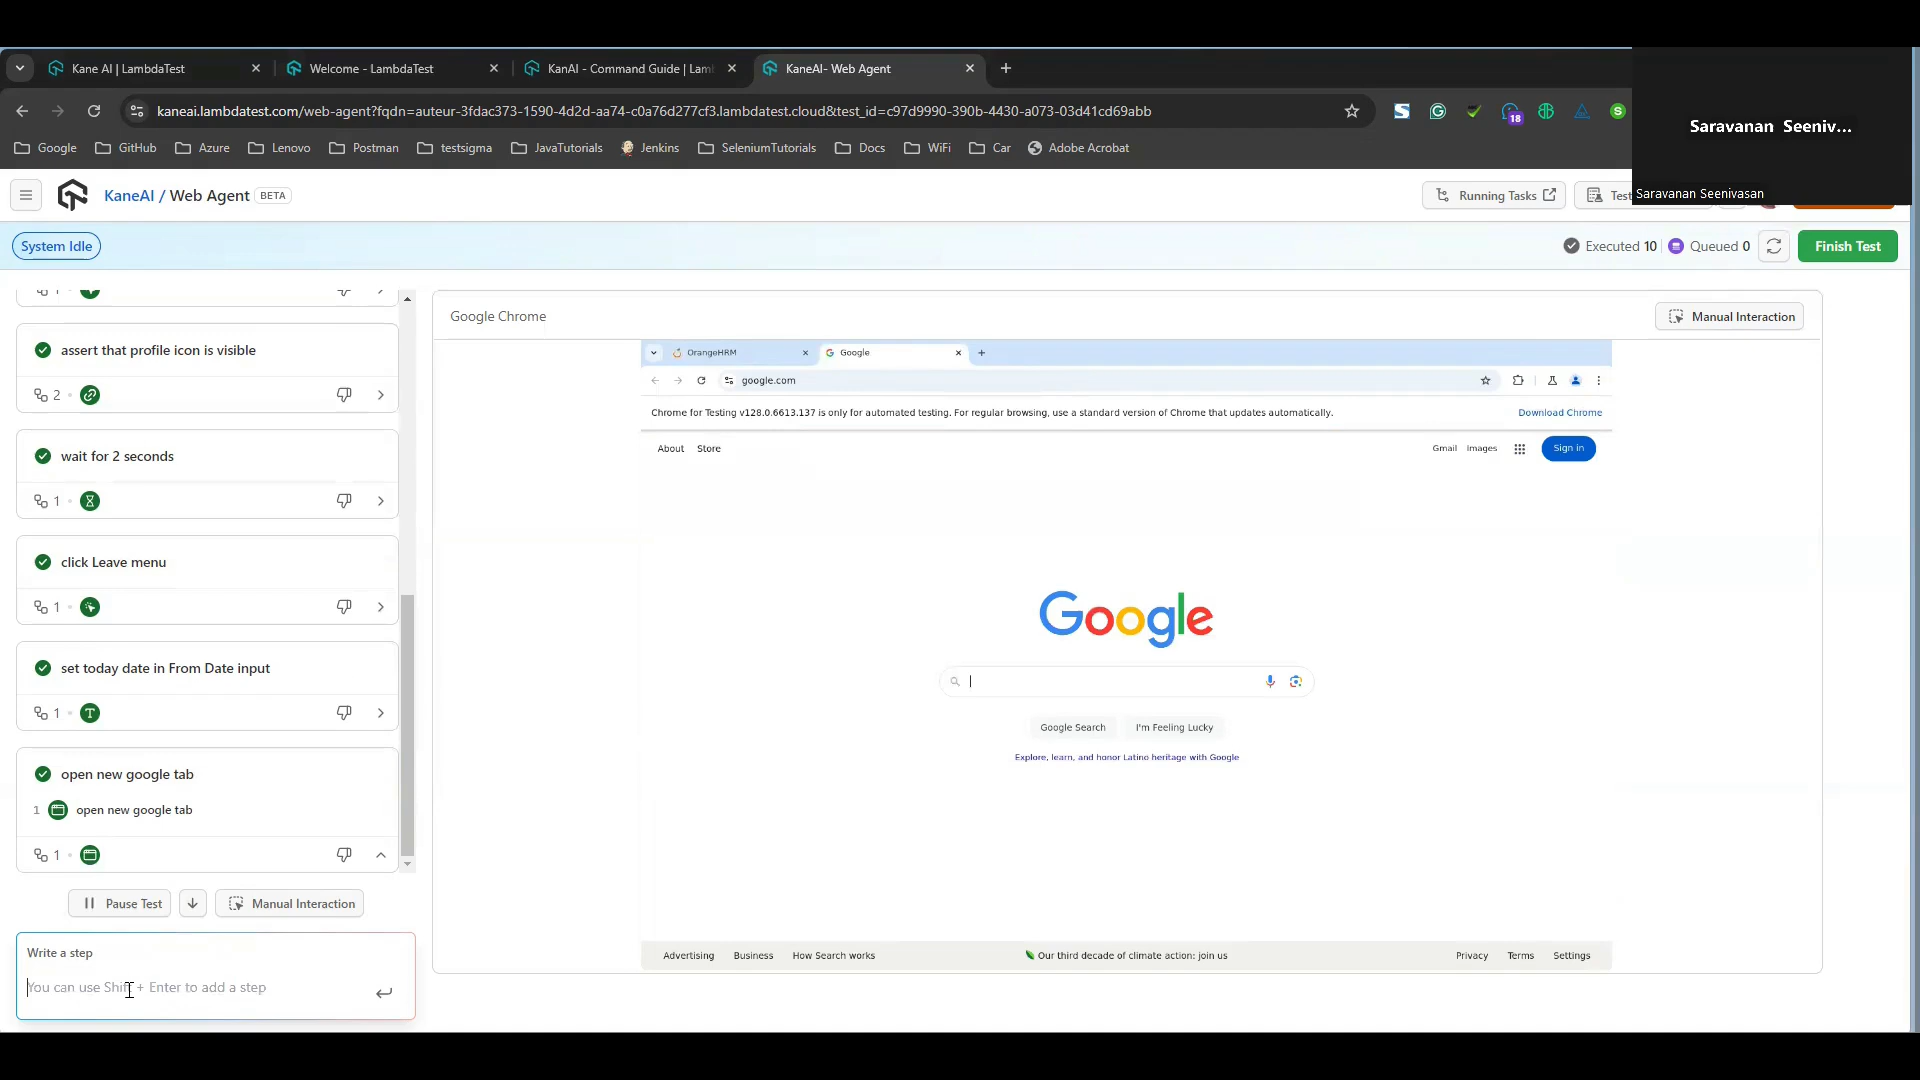 Kane AI | LambdaTest
Welcome - LambdaTest
KanAI - Command Guide | Lam
KaneAI- Web Agent
kaneai.lambdatest.com/web-agent?fqdn=auteur-3fdac373-1590-4d2d-aa74-c0a76d277cf3.lambdatest.cloud&test_id=c97d9990-390b-4430-a073-03d41cd69abb
18
S
Saravanan Seeniv...
Google
GitHub
Azure
Lenovo
Postman
testsigma
JavaTutorials
Jenkins
SeleniumTutorials
Docs
WiFi
Car
Adobe Acrobat
KaneAI / Web Agent BETA
Running Tasks
Test
Saravanan Seenivasan
System Idle
Executed 10
Queued 0
Finish Test
assert that profile icon is visible
2
wait for 2 seconds
1
click Leave menu
1
set today date in From Date input
1
T
open new google tab
1 open new google tab
1
Pause Test
Manual Interaction
Write a step
You can use Shift + Enter to add a step
Google Chrome
Manual Interaction
OrangeHRM
Google
google.com
Chrome for Testing v128.0.6613.137 is only for automated testing. For regular browsing, use a standard version of Chrome that updates automatically.
Download Chrome
About
Store
Gmail
Images
Sign in
Google
Google Search
I'm Feeling Lucky
Explore, learn, and honor Latino heritage with Google
Advertising
Business
How Search works
Our third decade of climate action: join us
Privacy
Terms
Settings